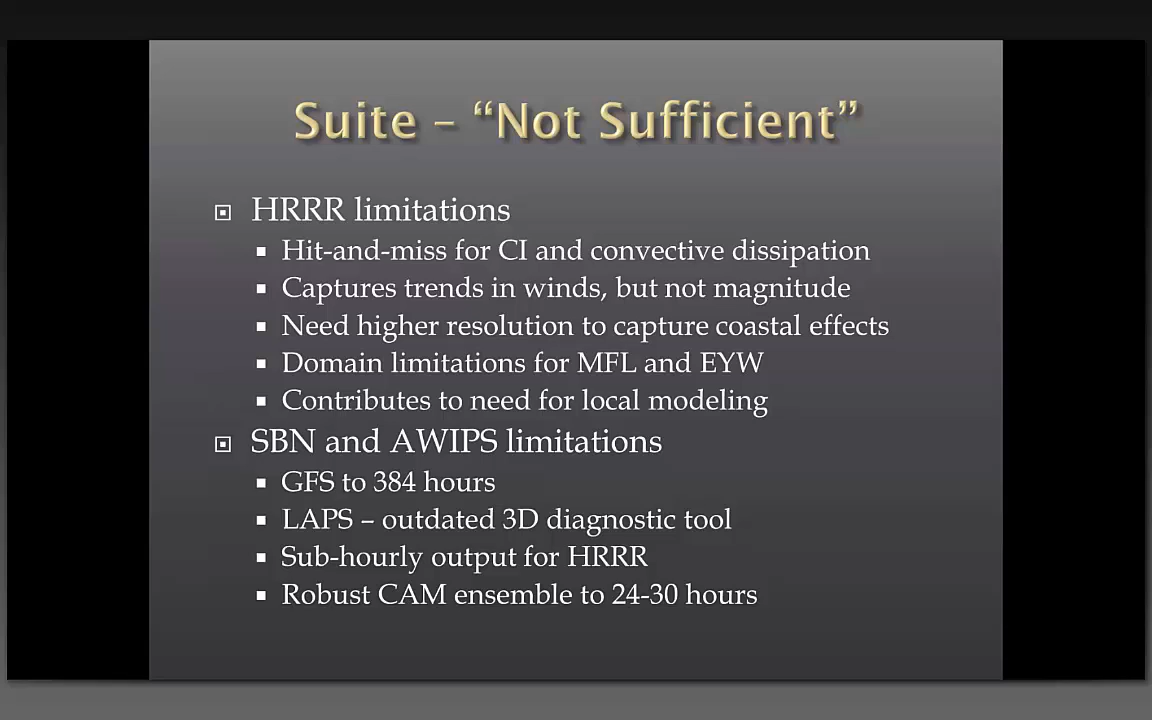 Suite – “Not Sufficient”
HRRR limitations
Hit-and-miss for CI and convective dissipation
Captures trends in winds, but not magnitude
Need higher resolution to capture coastal effects
Domain limitations for MFL and EYW
Contributes to need for local modeling
SBN and AWIPS limitations
GFS to 384 hours
LAPS – outdated 3D diagnostic tool
Sub-hourly output for HRRR
Robust CAM ensemble to 24-30 hours